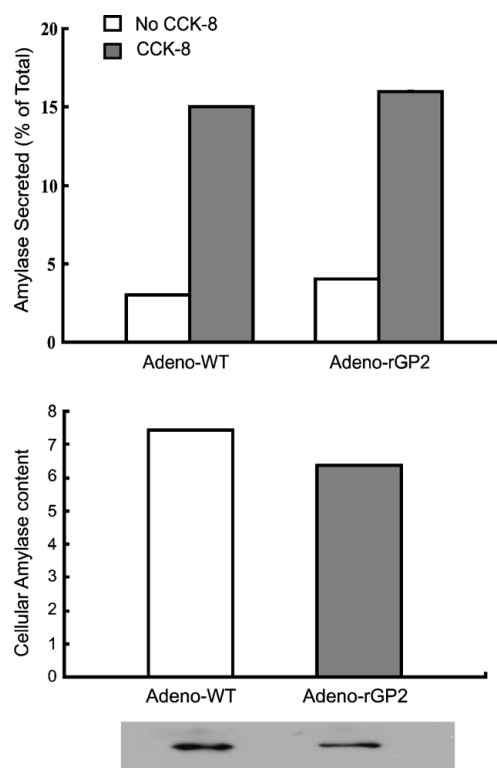 No CCK-8
CCK-8
Amylase Secreted (% of Total)
20
15
10
5
0
Adeno-WT Adeno-rGP2
Cellular Amylase content
8
7
6
5
4
3
2
1
0
Adeno-WT Adeno-rGP2